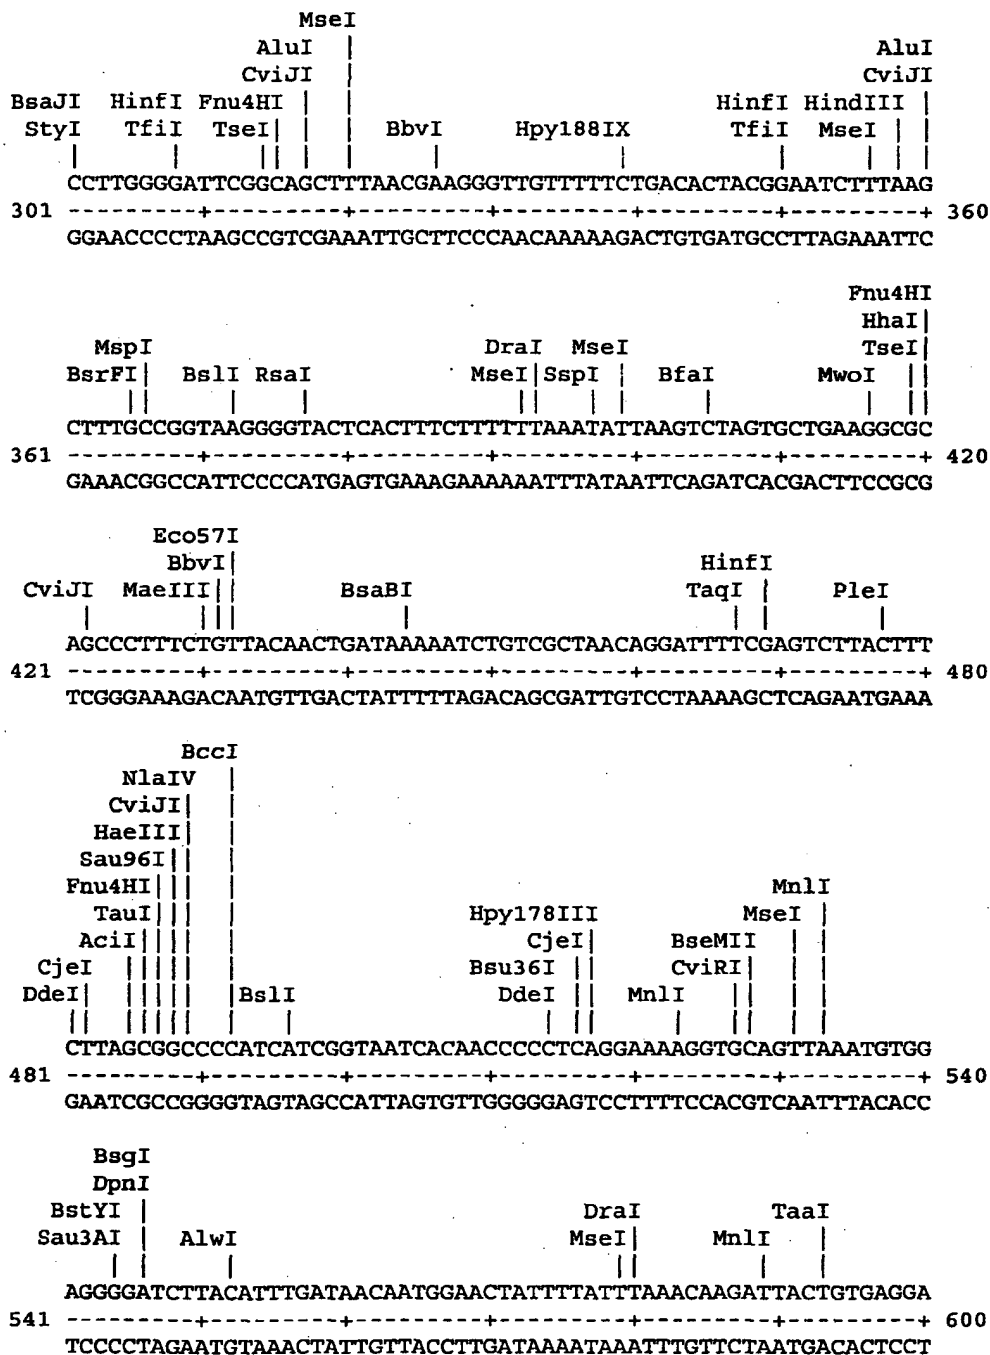 MseI
AluI AluI
CviJI CviJI
BsaJI HinfI Fnu4HI HinfI HindIII
StyI TfiI TseI BbvI Hpy188IX TfiI MseI
CCTTGGGGATTCGGCAGCTTTAACGAAGGGTTGTTTTTCTGACACTACGGAATCTTTAAG
301 ---------+---------+---------+---------+---------+---------+ 360
GGAACCCCTAAGCCGTCGAAATTGCTTCCCAACAAAAAGACTGTGATGCCTTAGAAATTC
Fnu4HI
MspI DraI MseI HhaI
BsrFI BslI RsaI MseI SspI BfaI MwoI TseI
CTTTGCCGGTAAGGGGTACTCACTTTCTTTTTTTAAATATTAAGTCTAGTGCTGAAGGCGC
361 ---------+---------+---------+---------+---------+---------+ 420
GAAACGGCCATTCCCCATGAGTGAAAGAAAAAATTTATAATTCAGATCACGACTTCCGCG
Eco57I
BbvI HinfI
CviJI MaeIII BsaBI TaqI PleI
AGCCCTTTCTGTTACAACTGATAAAAATCTGTCGCTAACAGGATTTTCGAGTCTTACTTT
421 ---------+---------+---------+---------+---------+---------+ 480
TCGGGAAAGACAATGTTGACTATTTTTAGACAGCGATTGTCCTAAAAGCTCAGAATGAAA
BccI
NlaIV
CviJI
HaeIII
Sau96I
Fnu4HI MnlI
TauI Hpy178III MseI
AciI CjeI BseMII
CjeI Bsu36I CviRI
DdeI BslI DdeI MnlI
CTTAGCGGCCCCATCATCGGTAATCACAACCCCCTCAGGAAAAGGTGCAGTTAAATGTGG
481 ---------+---------+---------+---------+---------+---------+ 540
GAATCGCCGGGGTAGTAGCCATTAGTGTTGGGGGAGTCCTTTTCCACGTCAATTTACACC
BsgI
DpnI
BstYI DraI TaaI
Sau3AI AlwI MseI MnlI
AGGGGATCTTACATTTGATAACAATGGAACTATTTTATTTAAACAAGATTACTGTGAGGA
541 ---------+---------+---------+---------+---------+---------+ 600
TCCCCTAGAATGTAAACTATTGTTACCTTGATAAAATAAATTTGTTCTAATGACACTCCT